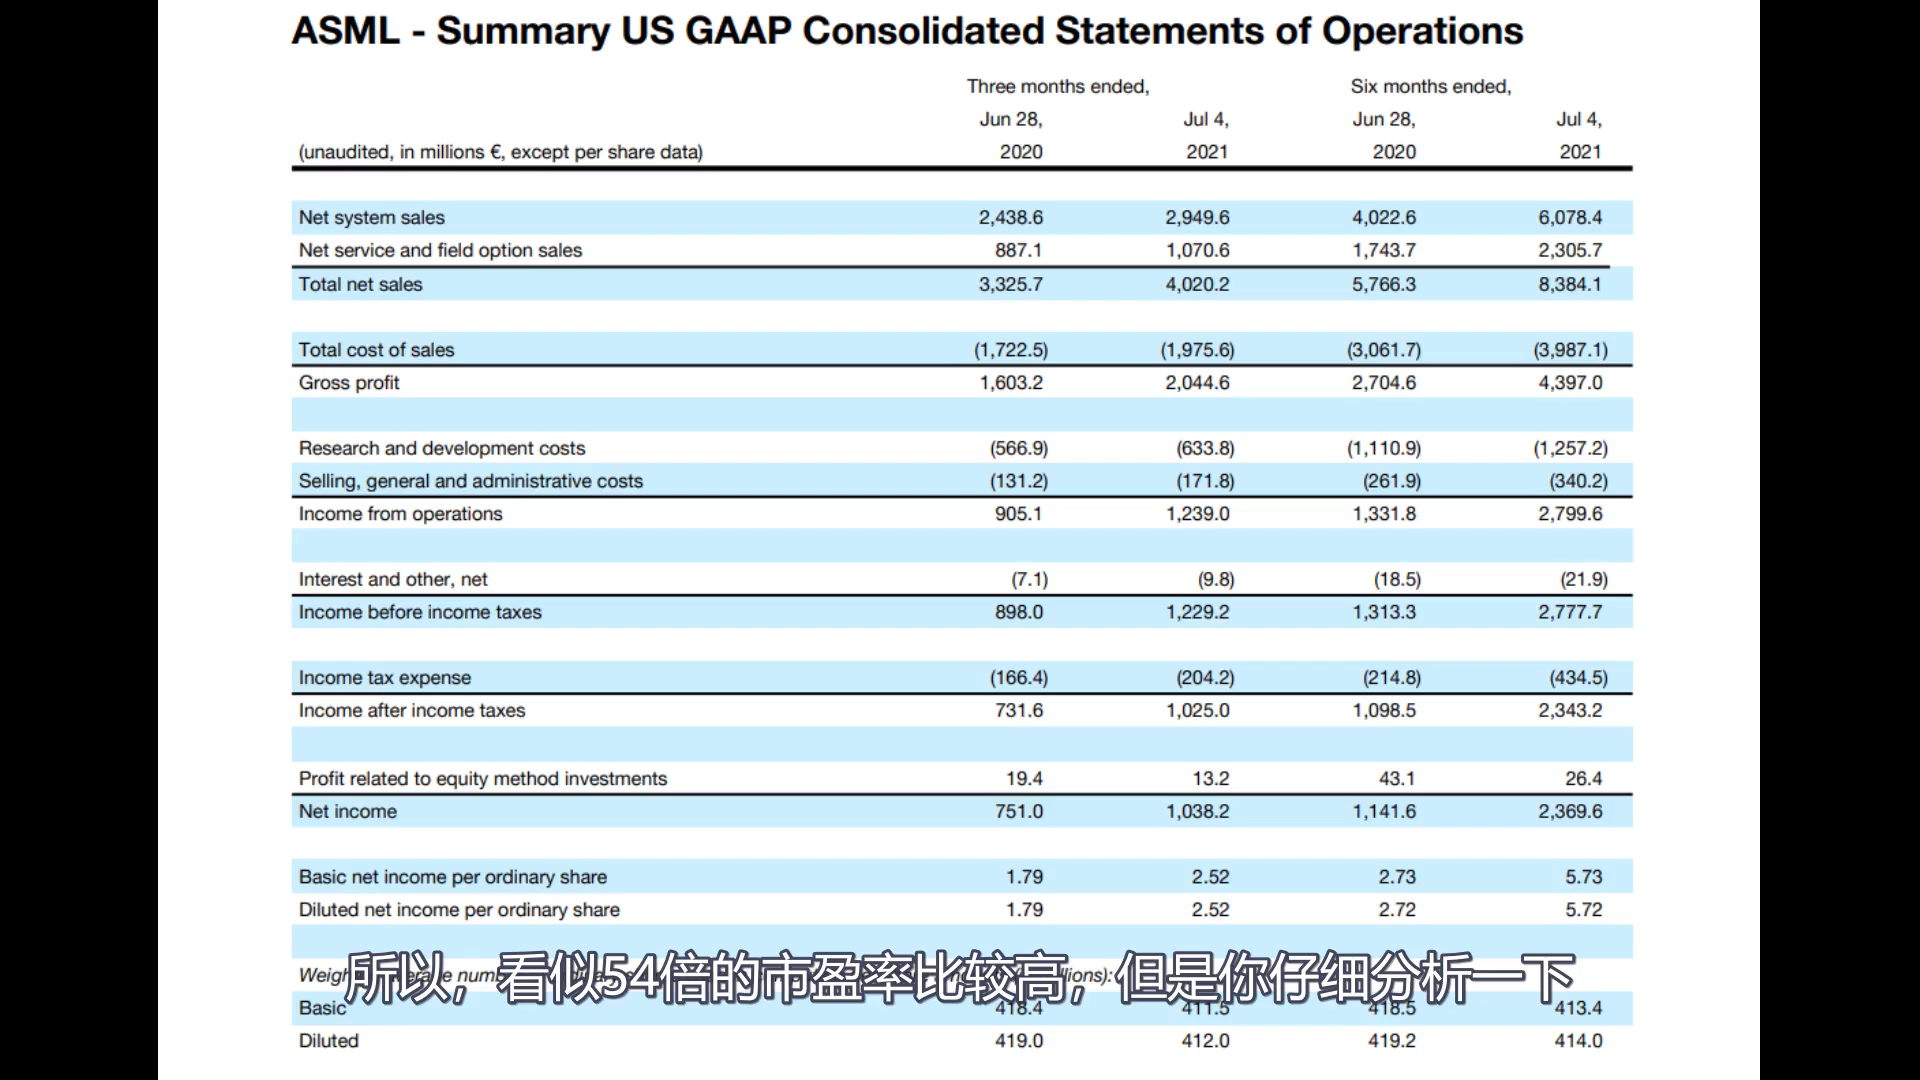 ASML - Summary US GAAP Consolidated Statements of Operations
Three months ended, Six months ended,
Jun 28, Jul 4, Jun 28, Jul 4,
(unaudited, in millions €, except per share data) 2020 2021 2020 2021
Net system sales 2,438.6 2,949.6 4,022.6 6,078.4
Net service and field option sales 887.1 1,070.6 1,743.7 2,305.7
Total net sales 3,325.7 4,020.2 5,766.3 8,384.1
Total cost of sales (1,722.5) (1,975.6) (3,061.7) (3,987.1)
Gross profit 1,603.2 2,044.6 2,704.6 4,397.0
Research and development costs (566.9) (633.8) (1,110.9) (1,257.2)
Selling, general and administrative costs (131.2) (171.8) (261.9) (340.2)
Income from operations 905.1 1,239.0 1,331.8 2,799.6
Interest and other, net (7.1) (9.8) (18.5) (21.9)
Income before income taxes 898.0 1,229.2 1,313.3 2,777.7
Income tax expense (166.4) (204.2) (214.8) (434.5)
Income after income taxes 731.6 1,025.0 1,098.5 2,343.2
Profit related to equity method investments 19.4 13.2 43.1 26.4
Net income 751.0 1,038.2 1,141.6 2,369.6
Basic net income per ordinary share 1.79 2.52 2.73 5.73
Diluted net income per ordinary share 1.79 2.52 2.72 5.72
所以，看似54倍的市盈率比较高，但是你仔细分析一下
Basic 418.4 411.5 418.5 413.4
Diluted 419.0 412.0 419.2 414.0